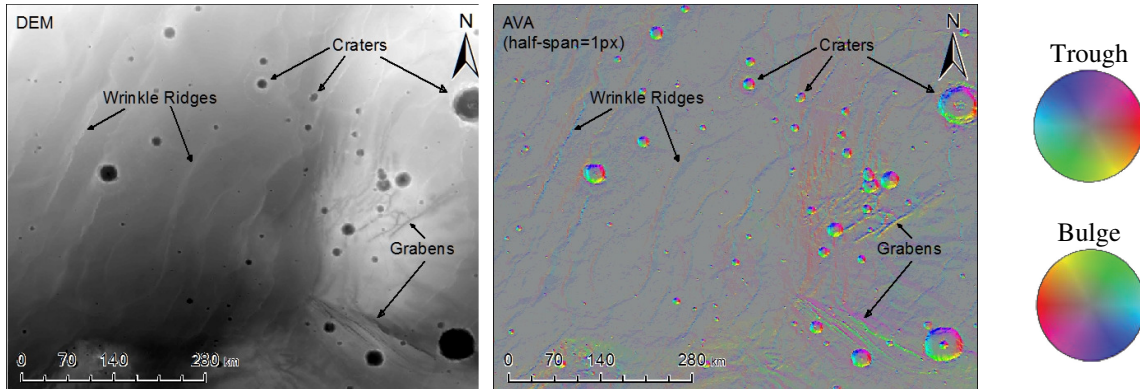 DEM
N
Craters
Wrinkle Ridges
Grabens
0 70 140 280 KM
AVA
(half-span=1px)
N
Craters
Wrinkle Ridges
Grabens
0 70 140 280 KM
Trough
Bulge